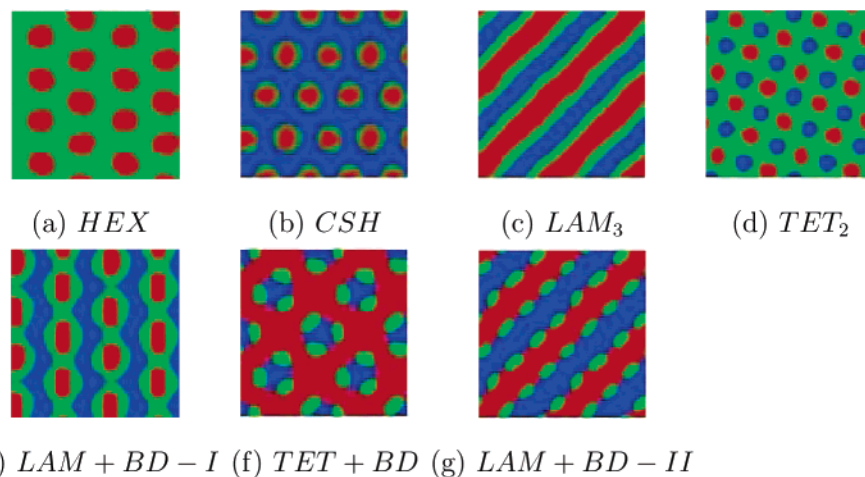 (a) HEX (b) CSH (c) LAM₃ (d) TET₂
) LAM + BD − I (f) TET + BD (g) LAM + BD − II